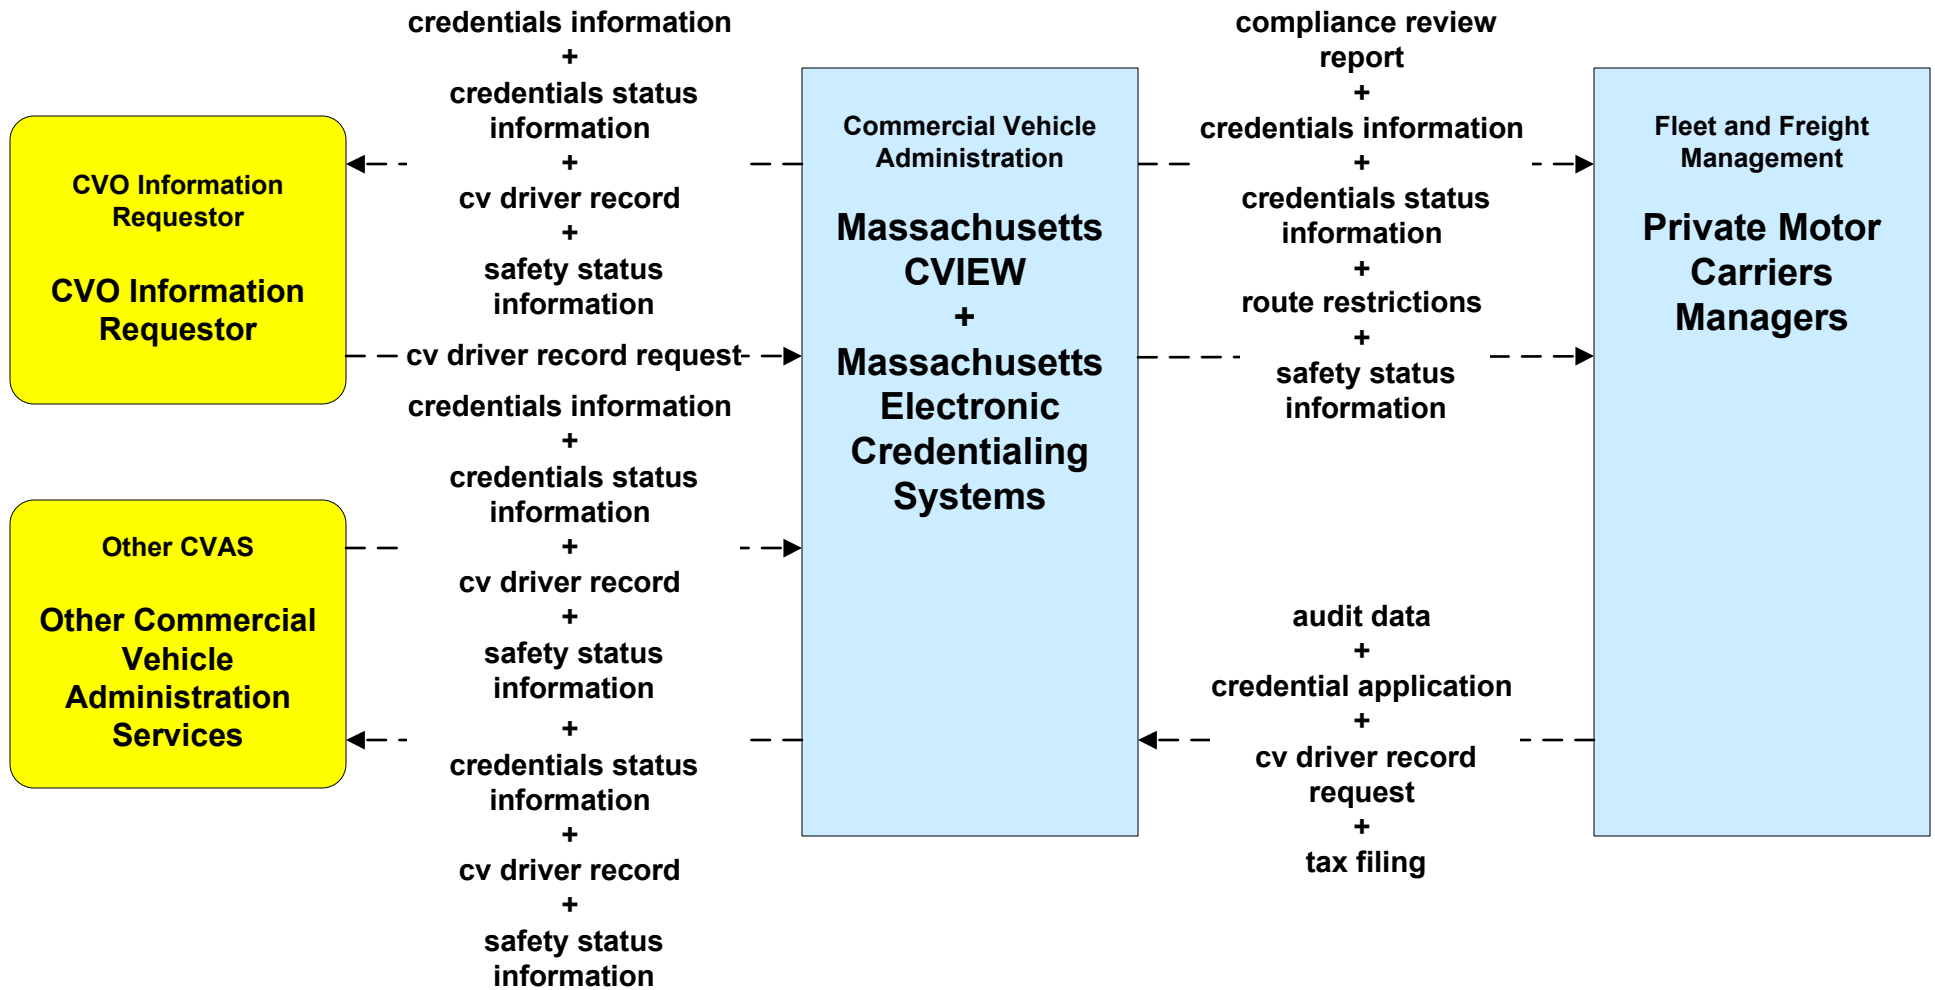 credentials information
+
credentials status
information
+
cv driver record
+
safety status
information
cv driver record request
credentials information
+
credentials status
information
+
cv driver record
+
safety status
information
+
credentials status
information
+
cv driver record
+
safety status
information
CVO Information
Requestor
CVO Information
Requestor
Other CVAS
Other Commercial
Vehicle
Administration
Services
Commercial Vehicle
Administration
Massachusetts
CVIEW
+
Massachusetts
Electronic
Credentialing
Systems
compliance review
report
+
credentials information
+
credentials status
information
+
route restrictions
+
safety status
information
audit data
+
credential application
+
cv driver record
request
+
tax filing
Fleet and Freight
Management
Private Motor
Carriers
Managers